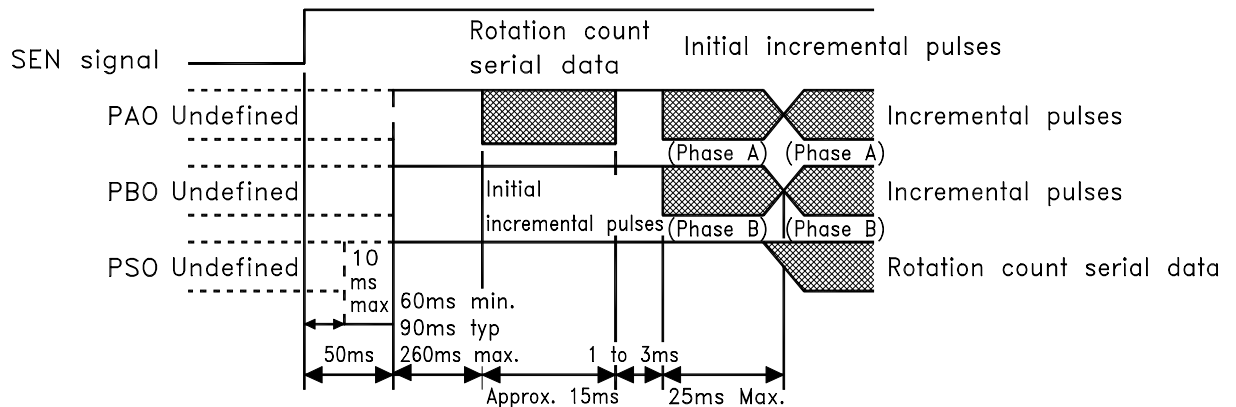 Rotation count
serial data
Initial incremental pulses
SEN signal
PAO Undefined
Incremental pulses
(Phase A) (Phase A)
PBO Undefined
Initial
incremental pulses
Incremental pulses
(Phase B) (Phase B)
PSO Undefined
10
ms
max
Rotation count serial data
60ms min.
90ms typ
260ms max.
50ms
1 to 3ms
Approx. 15ms
25ms Max.